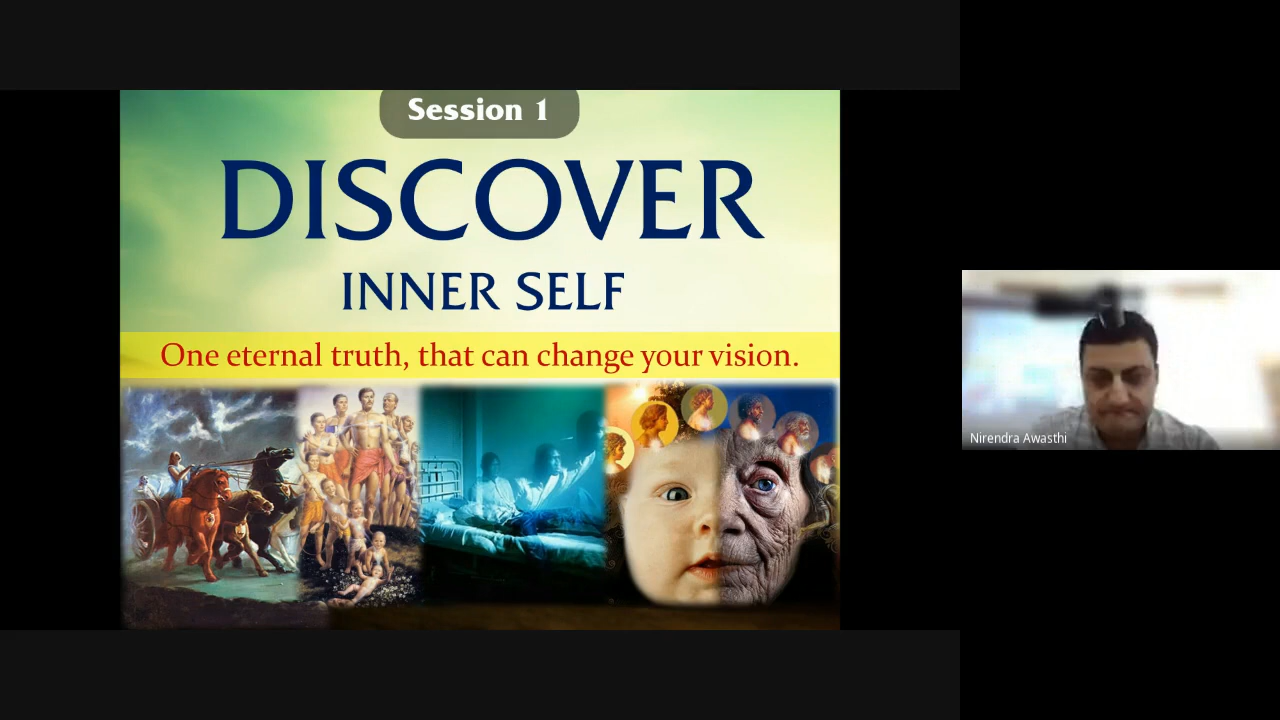 Session 1
DISCOVER
INNER SELF
One eternal truth, that can change your vision.
Nirendra Awasthi